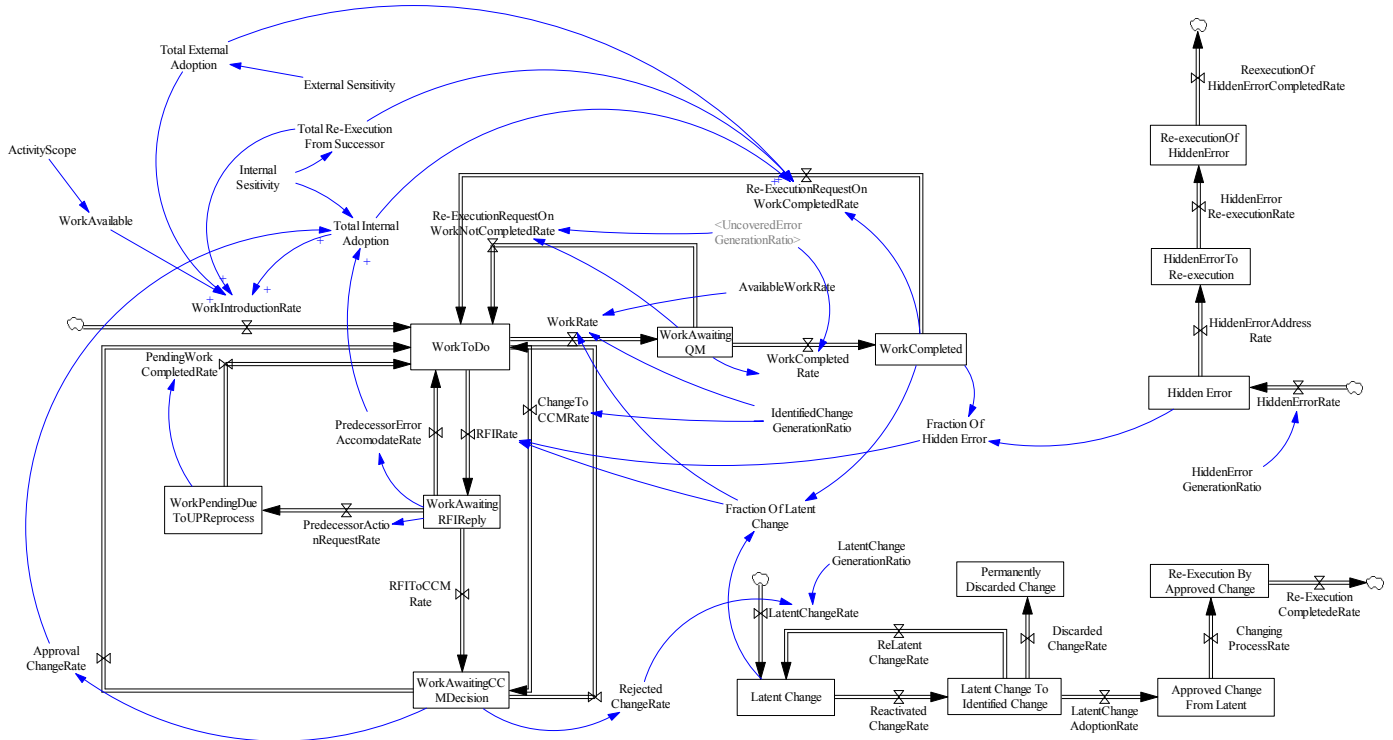 Total External
Adoption
External Sensitivity
ReexecutionOf
HiddenErrorCompletedRate
ActivityScope
Total Re-Execution
From Successor
Re-executionOf
HiddenError
Internal
Sesitivity
Re-ExecutionRequestOn
WorkCompletedRate
WorkAvailable
Total Internal
Adoption
Re-ExecutionRequestOn
WorkNotCompletedRate
<UncoveredError
GenerationRatio>
HiddenError
Re-executionRate
HiddenErrorTo
Re-execution
WorkIntroductionRate
AvailableWorkRate
WorkRate
WorkToDo
WorkAwaiting
QM
WorkCompleted
Rate
WorkCompleted
HiddenErrorAddress
Rate
PendingWork
CompletedRate
Hidden Error
HiddenErrorRate
ChangeTo
CCMRate
IdentifiedChange
GenerationRatio
PredecessorError
AccomodateRate
RFIRate
Fraction Of
Hidden Error
HiddenError
GenerationRatio
WorkPendingDue
ToUPReprocess
WorkAwaiting
RFIReply
PredecessorActio
nRequestRate
Fraction Of Latent
Change
LatentChange
GenerationRatio
RFIToCCM
Rate
Permanently
Discarded Change
Re-Execution By
Approved Change
Re-Execution
CompletedeRate
LatentChangeRate
ReLatent
ChangeRate
Discarded
ChangeRate
Changing
ProcessRate
Approval
ChangeRate
WorkAwaitingCC
MDecision
Rejected
ChangeRate
Latent Change
Reactivated
ChangeRate
Latent Change To
Identified Change
LatentChange
AdoptionRate
Approved Change
From Latent